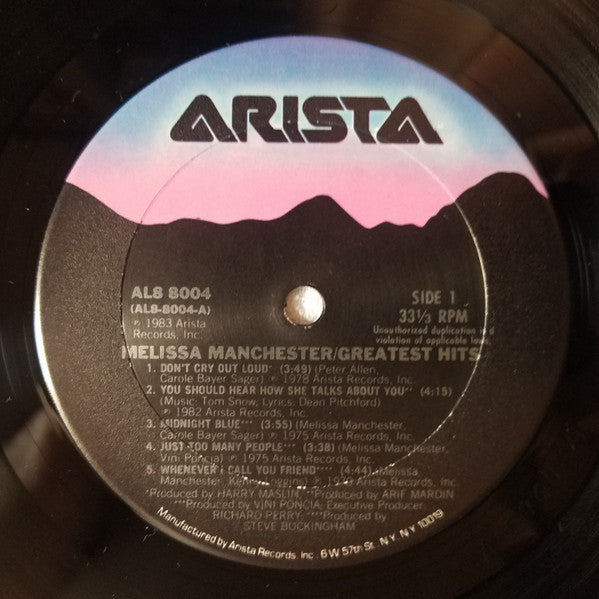 ARISTA
AL8 8004
(AL8-8004-A)
℗ 1983 Arista
Records, Inc.
SIDE 1
33⅓ RPM
Unauthorized duplication is a
violation of applicable laws.
MELISSA MANCHESTER/GREATEST HITS
1. DON'T CRY OUT LOUD* (3:49) (Peter Allen,
Carole Bayer Sager) ℗ 1978 Arista Records, Inc.
2. YOU SHOULD HEAR HOW SHE TALKS ABOUT YOU** (4:15)
(Music: Tom Snow, Lyrics: Dean Pitchford)
℗ 1982 Arista Records, Inc.
3. MIDNIGHT BLUE*** (3:55) (Melissa Manchester,
Carole Bayer Sager) ℗ 1975 Arista Records, Inc.
4. JUST TOO MANY PEOPLE*** (3:38) (Melissa Manchester,
Vini Poncia) ℗ 1975 Arista Records, Inc.
5. WHENEVER I CALL YOU FRIEND**** (4:44) (Melissa
Manchester, Kenny Loggins) ℗ Arista Records, Inc.
*Produced by HARRY MASLIN **Produced by ARIF MARDIN
***Produced by VINI PONCIA; Executive Producer
RICHARD PERRY ****Produced by
STEVE BUCKINGHAM
Manufactured by Arista Records Inc. 6 W 57th St. N.Y. N.Y. 10019